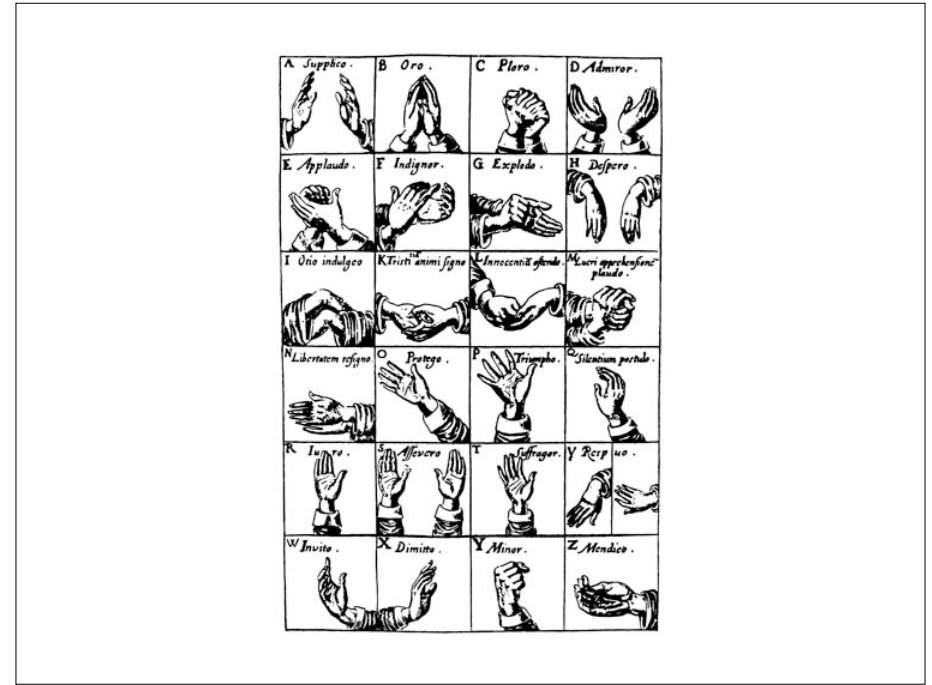 A Supplico.
B Oro.
C Ploro.
D Admiror.
E Applaudo.
F Indignor.
G Explodo.
H Despero.
I Otio indulgeo
K Tristitiā animi signo
L Innocentiā ostendo.
M Lucri apprehensionē
plaudo.
N Libertatem resigno.
O Protego.
P Triumpho.
Q Silentium postulo.
R Iuro.
S Assevero
T Suffragor.
V Respuo.
W Invito.
X Dimitto
Y Minor.
Z Mendico.